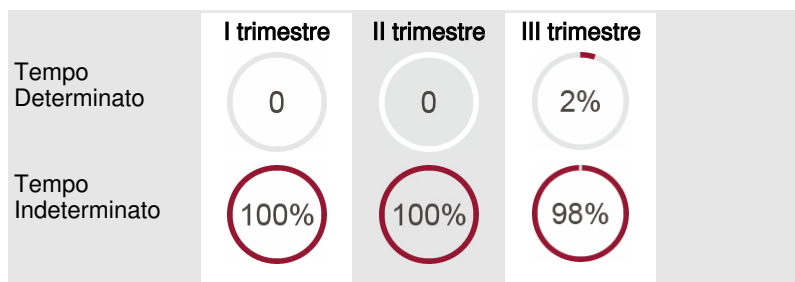 I trimestre II trimestre III trimestre
Tempo
Determinato
0 0 2%
Tempo
Indeterminato
100% 100% 98%